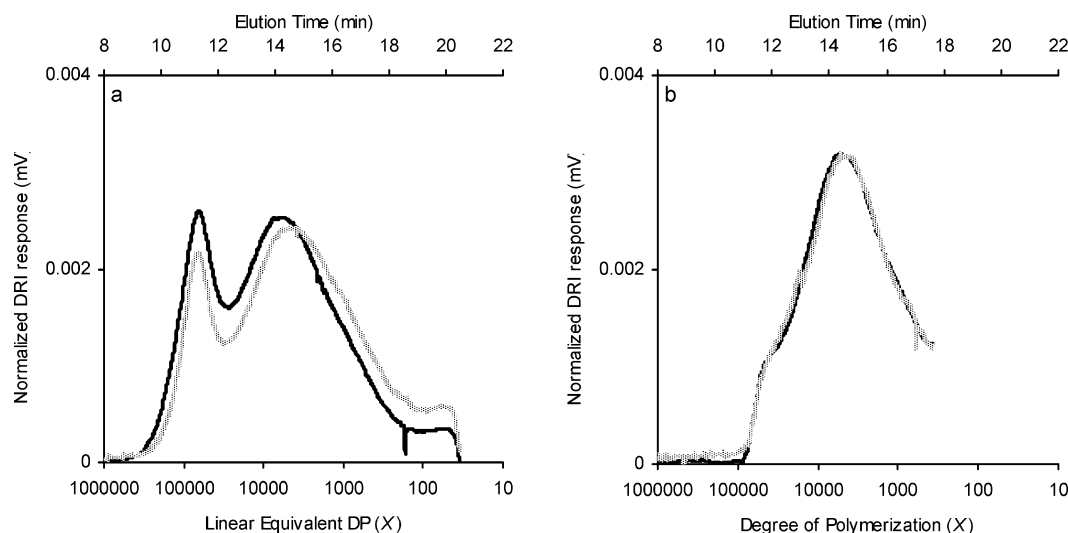 Elution Time (min)
8 10 12 14 16 18 20 22
0.004
a
Normalized DRI response (mV)
0.002
0
1000000 100000 10000 1000 100 10
Linear Equivalent DP (X)
Elution Time (min)
8 10 12 14 16 18 20 22
0.004
b
Normalized DRI response (mV)
0.002
0
1000000 100000 10000 1000 100 10
Degree of Polymerization (X)